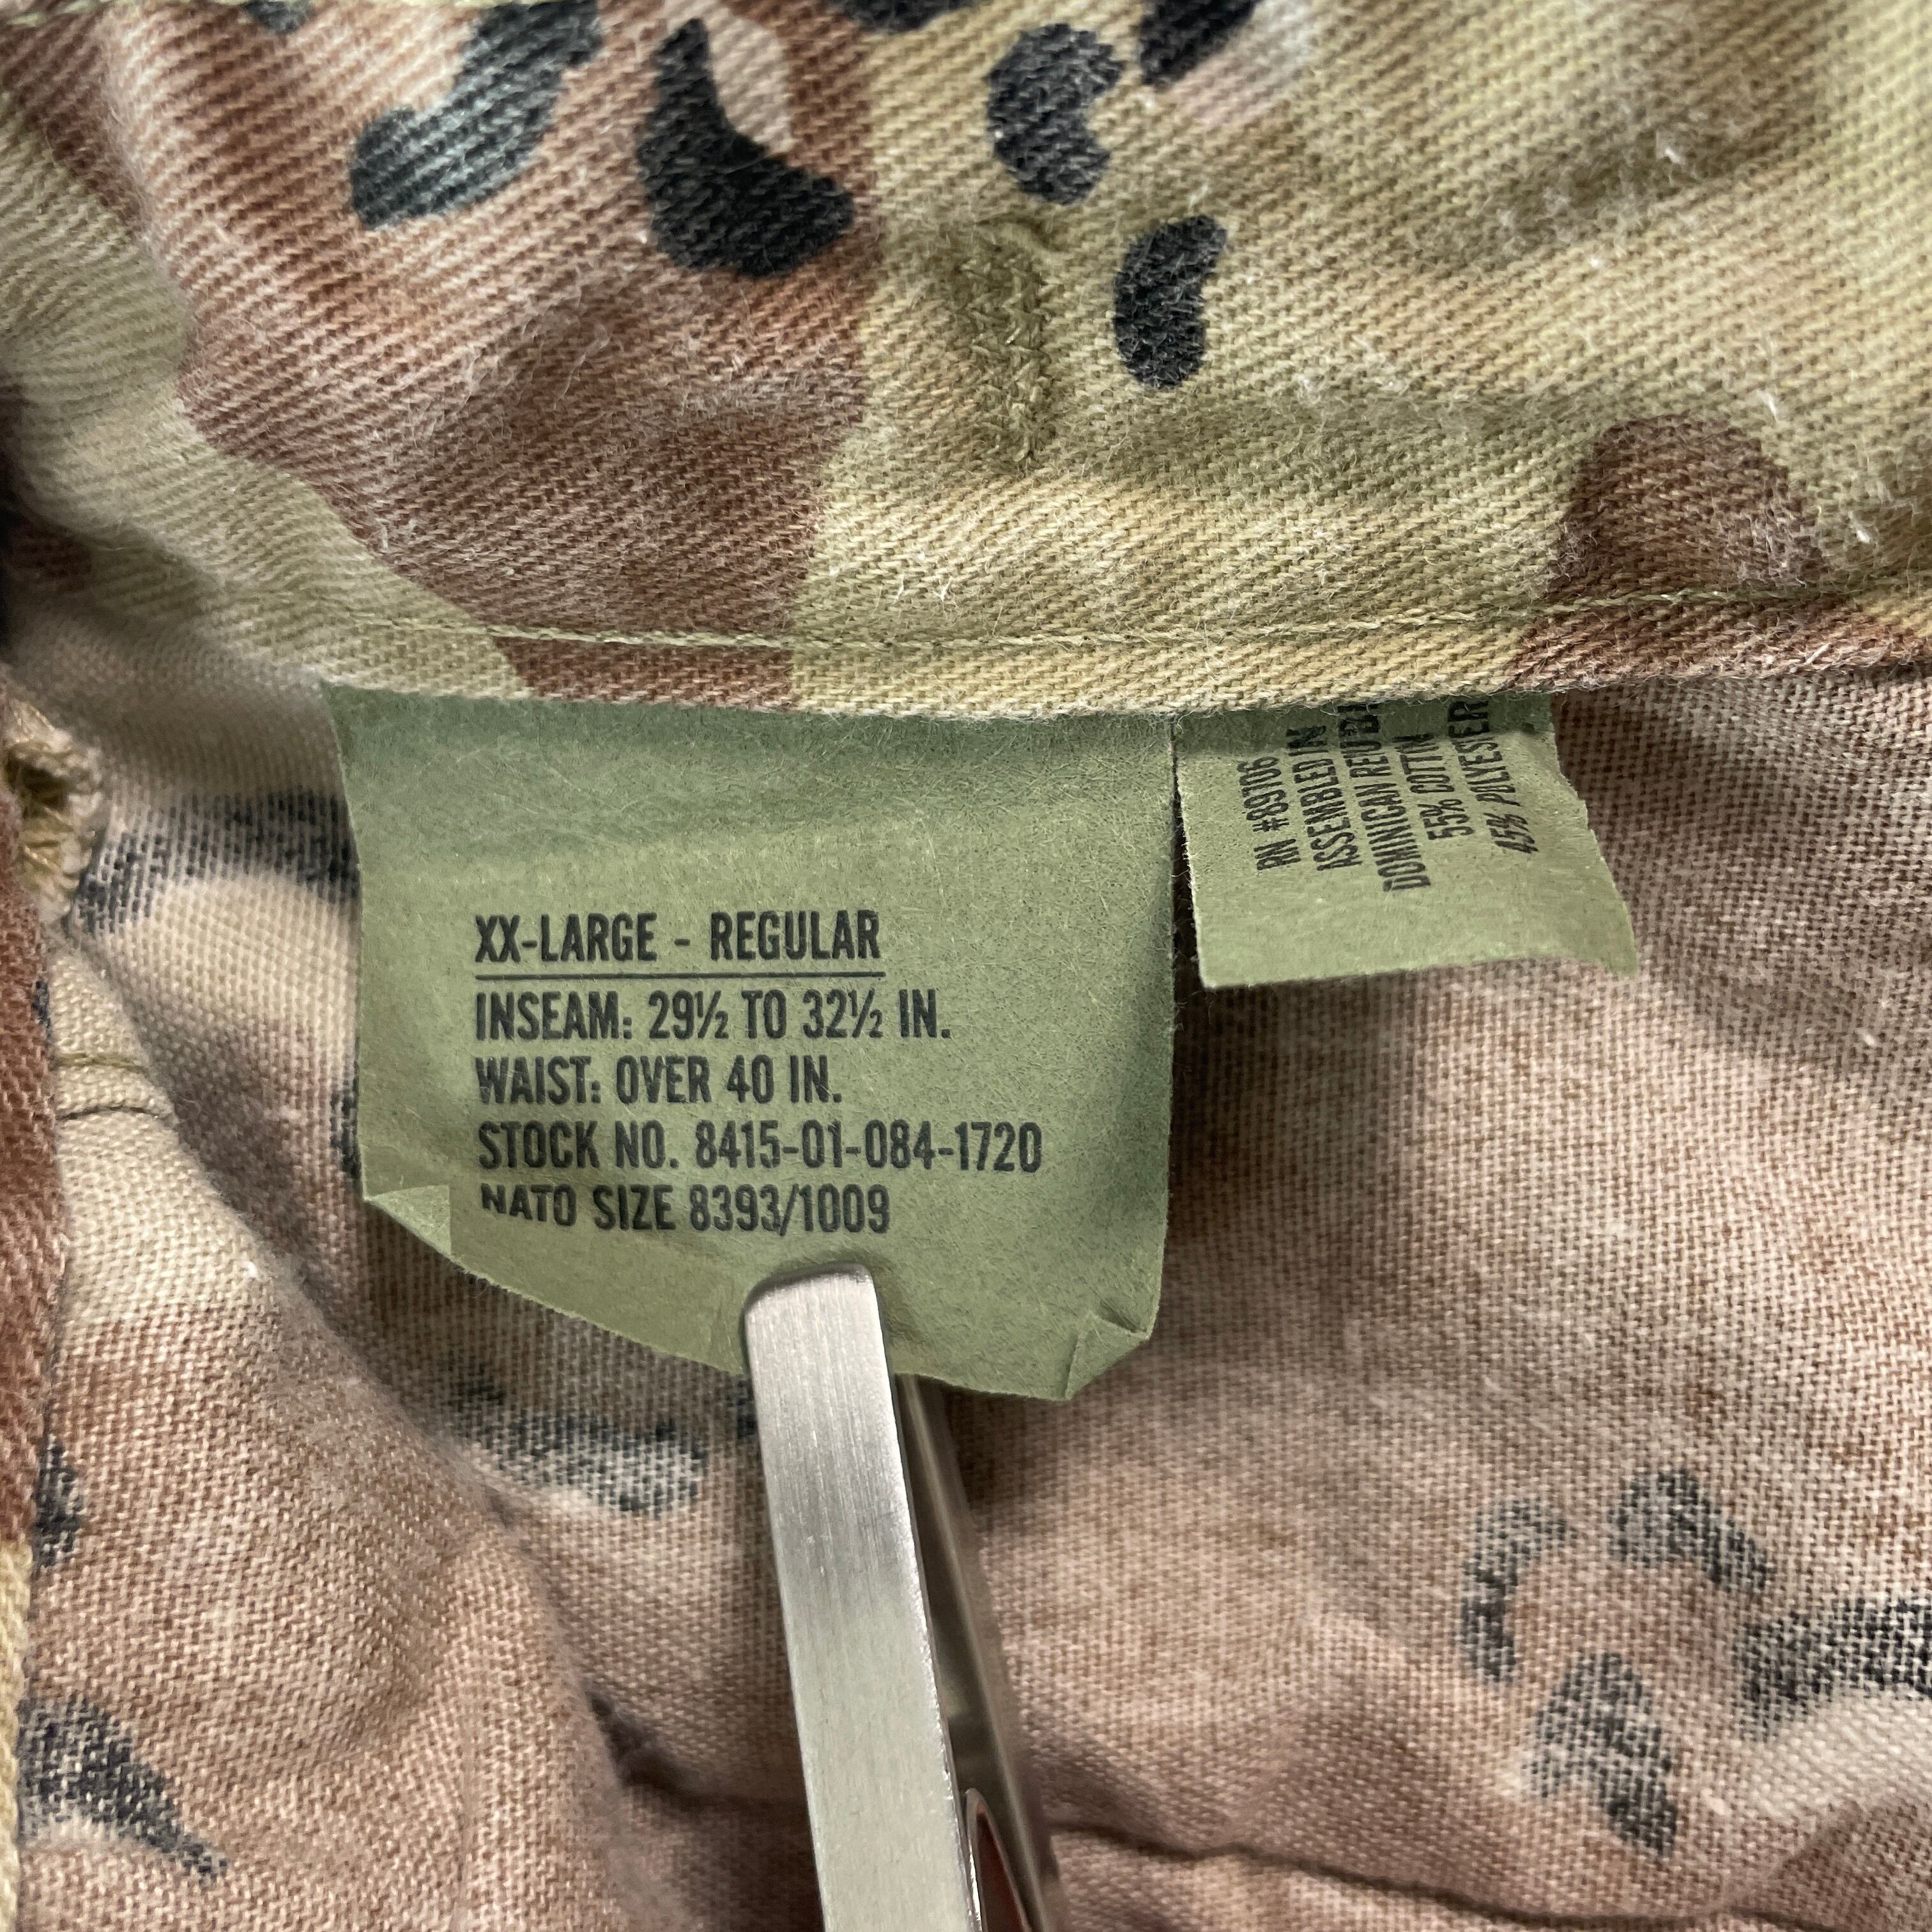 XX-LARGE - REGULAR
INSEAM: 29½ TO 32½ IN.
WAIST: OVER 40 IN.
STOCK NO. 8415-01-084-1720
NATO SIZE 8393/1009
RN #89706
ASSEMBLED IN
DOMINICAN
55% COTTON
45% POLYESTER